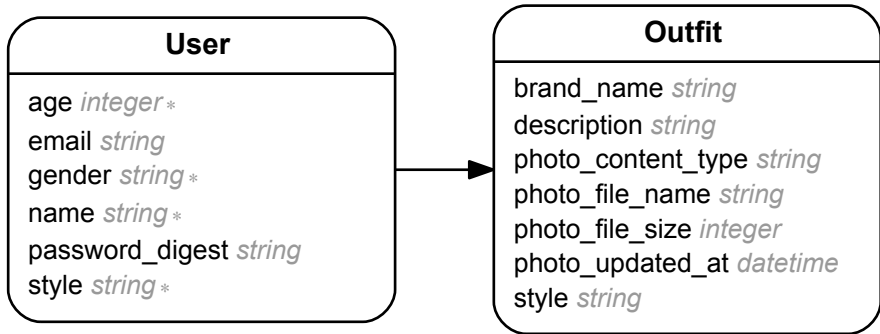 User
age integer*
email string
gender string*
name string*
password_digest string
style string*
Outfit
brand_name string
description string
photo_content_type string
photo_file_name string
photo_file_size integer
photo_updated_at datetime
style string